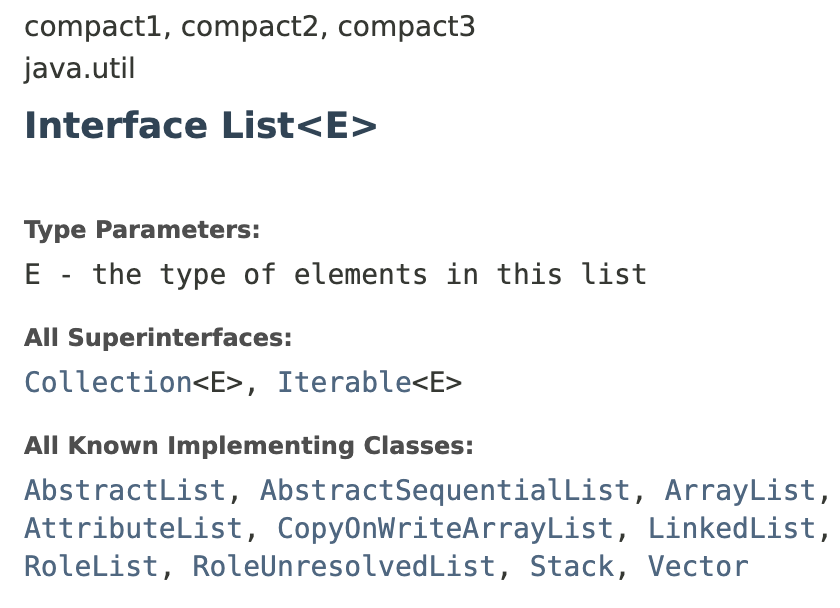 compact1, compact2, compact3
java.util
Interface List<E>
Type Parameters:
E - the type of elements in this list
All Superinterfaces:
Collection<E>, Iterable<E>
All Known Implementing Classes:
AbstractList, AbstractSequentialList, ArrayList,
AttributeList, CopyOnWriteArrayList, LinkedList,
RoleList, RoleUnresolvedList, Stack, Vector